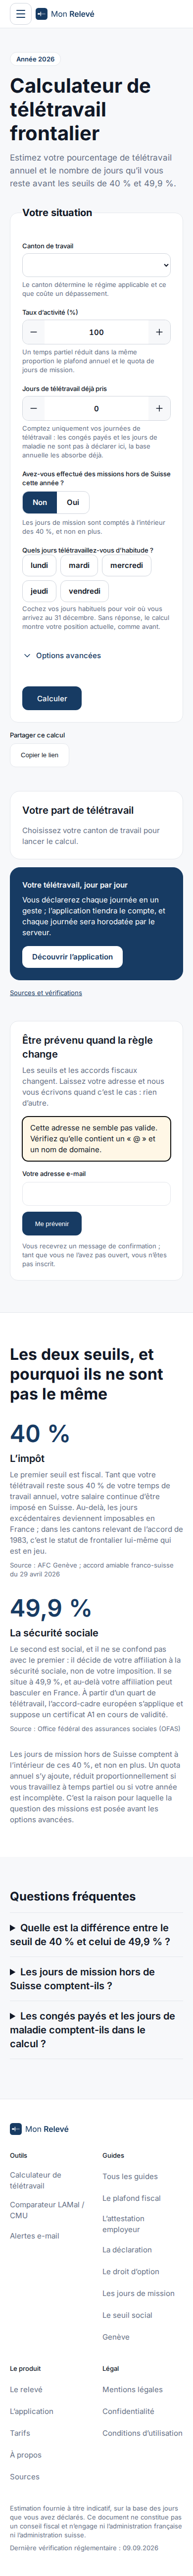 Mon Relevé
Année 2026
Calculateur de
télétravail
frontalier
Estimez votre pourcentage de télétravail
annuel et le nombre de jours qu’il vous
reste avant les seuils de 40 % et 49,9 %.
Votre situation
Canton de travail
Le canton détermine le régime applicable et ce
que coûte un dépassement.
Taux d’activité (%)
− 100 +
Un temps partiel réduit dans la même
proportion le plafond annuel et le quota de
jours de mission.
Jours de télétravail déjà pris
− 0 +
Comptez uniquement vos journées de
télétravail : les congés payés et les jours de
maladie ne sont pas à déclarer ici, la base
annuelle les absorbe déjà.
Avez-vous effectué des missions hors de Suisse
cette année ?
Non Oui
Les jours de mission sont comptés à l’intérieur
des 40 %, et non en plus.
Quels jours télétravaillez-vous d’habitude ?
lundi mardi mercredi
jeudi vendredi
Cochez vos jours habituels pour voir où vous
arrivez au 31 décembre. Sans réponse, le calcul
montre votre position actuelle, comme avant.
Options avancées
Calculer
Partager ce calcul
Copier le lien
Votre part de télétravail
Choisissez votre canton de travail pour
lancer le calcul.
Votre télétravail, jour par jour
Vous déclarerez chaque journée en un
geste ; l’application tiendra le compte, et
chaque journée sera horodatée par le
serveur.
Découvrir l’application
Sources et vérifications
Être prévenu quand la règle
change
Les seuils et les accords fiscaux
changent. Laissez votre adresse et nous
vous écrivons quand c’est le cas : rien
d’autre.
Cette adresse ne semble pas valide.
Vérifiez qu’elle contient un « @ » et
un nom de domaine.
Votre adresse e-mail
Me prévenir
Vous recevrez un message de confirmation ;
tant que vous ne l’avez pas ouvert, vous n’êtes
pas inscrit.
Les deux seuils, et
pourquoi ils ne sont
pas le même
40 %
L’impôt
Le premier seuil est fiscal. Tant que votre
télétravail reste sous 40 % de votre temps de
travail annuel, votre salaire continue d’être
imposé en Suisse. Au-delà, les jours
excédentaires deviennent imposables en
France ; dans les cantons relevant de l’accord de
1983, c’est le statut de frontalier lui-même qui
est en jeu.
Source : AFC Genève ; accord amiable franco-suisse
du 29 avril 2026
49,9 %
La sécurité sociale
Le second est social, et il ne se confond pas
avec le premier : il décide de votre affiliation à la
sécurité sociale, non de votre imposition. Il se
situe à 49,9 %, et au-delà votre affiliation peut
basculer en France. À partir d’un quart de
télétravail, l’accord-cadre européen s’applique et
suppose un certificat A1 en cours de validité.
Source : Office fédéral des assurances sociales (OFAS)
Les jours de mission hors de Suisse comptent à
l’intérieur de ces 40 %, et non en plus. Un quota
annuel s’y ajoute, réduit proportionnellement si
vous travaillez à temps partiel ou si votre année
est incomplète. C’est la raison pour laquelle la
question des missions est posée avant les
options avancées.
Questions fréquentes
Quelle est la différence entre le
seuil de 40 % et celui de 49,9 % ?
Les jours de mission hors de
Suisse comptent-ils ?
Les congés payés et les jours de
maladie comptent-ils dans le
calcul ?
Mon Relevé
Outils
Calculateur de
télétravail
Comparateur LAMal /
CMU
Alertes e-mail
Guides
Tous les guides
Le plafond fiscal
L’attestation
employeur
La déclaration
Le droit d’option
Les jours de mission
Le seuil social
Genève
Le produit
Le relevé
L’application
Tarifs
À propos
Sources
Légal
Mentions légales
Confidentialité
Conditions d’utilisation
Estimation fournie à titre indicatif, sur la base des jours
que vous avez déclarés. Ce document ne constitue pas
un conseil fiscal et n’engage ni l’administration française
ni l’administration suisse.
Dernière vérification réglementaire : 09.09.2026